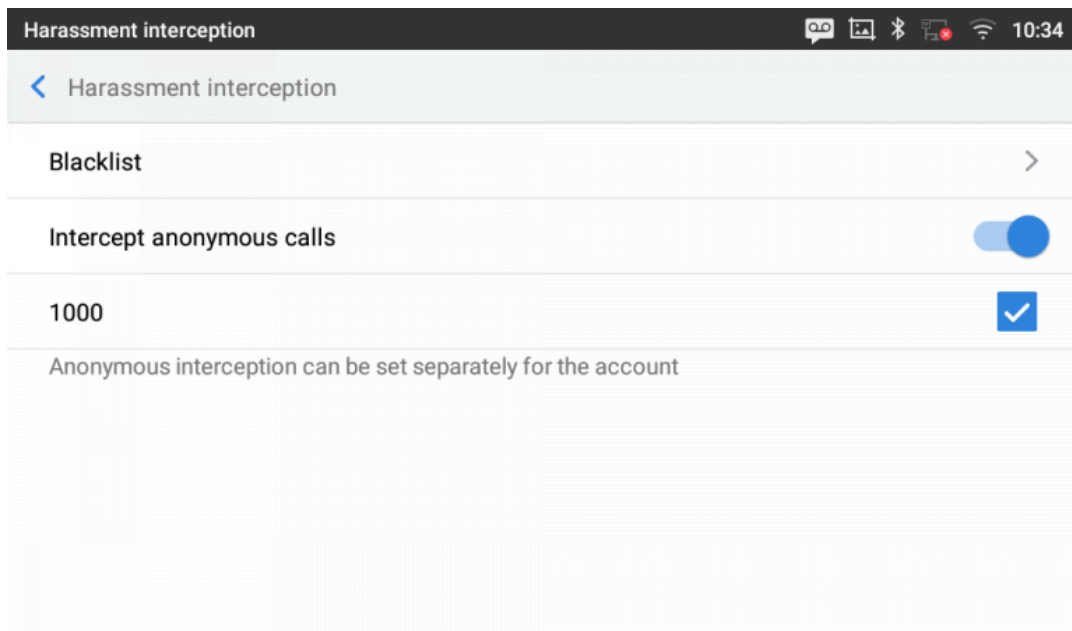 Harassment interception 10:34
Harassment interception
Blacklist
Intercept anonymous calls
1000
Anonymous interception can be set separately for the account